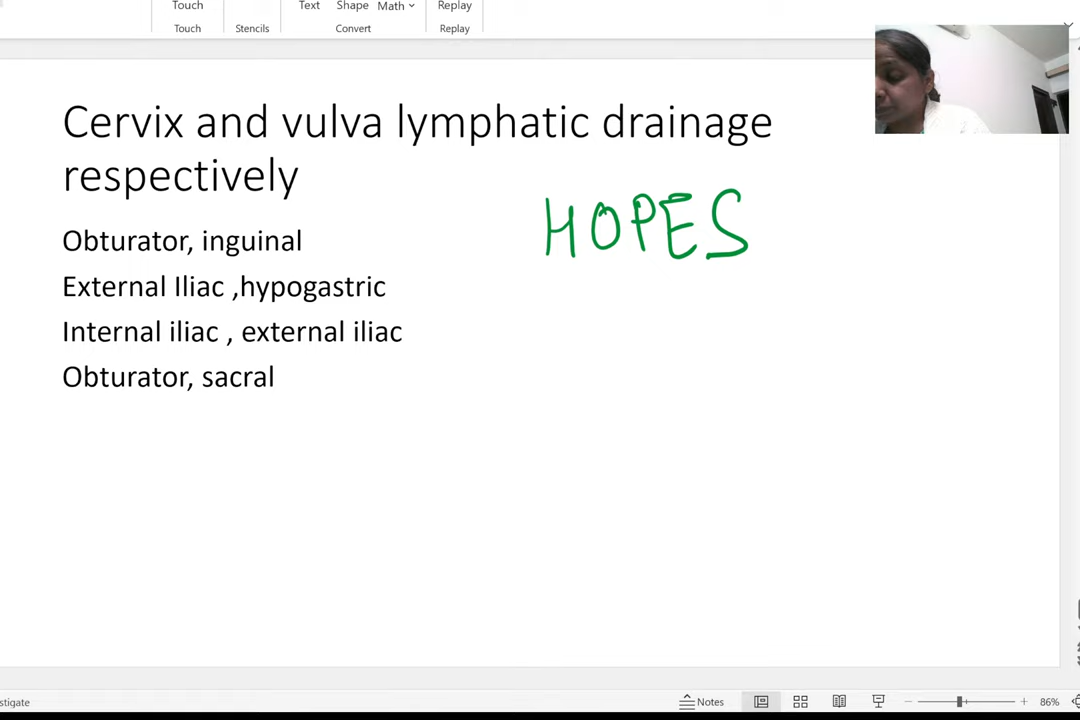 Touch
Text Shape Math Replay
Touch Stencils Convert Replay
Cervix and vulva lymphatic drainage
respectively
HOPES
Obturator, inguinal
External Iliac ,hypogastric
Internal iliac , external iliac
Obturator, sacral
stigate Notes 86%